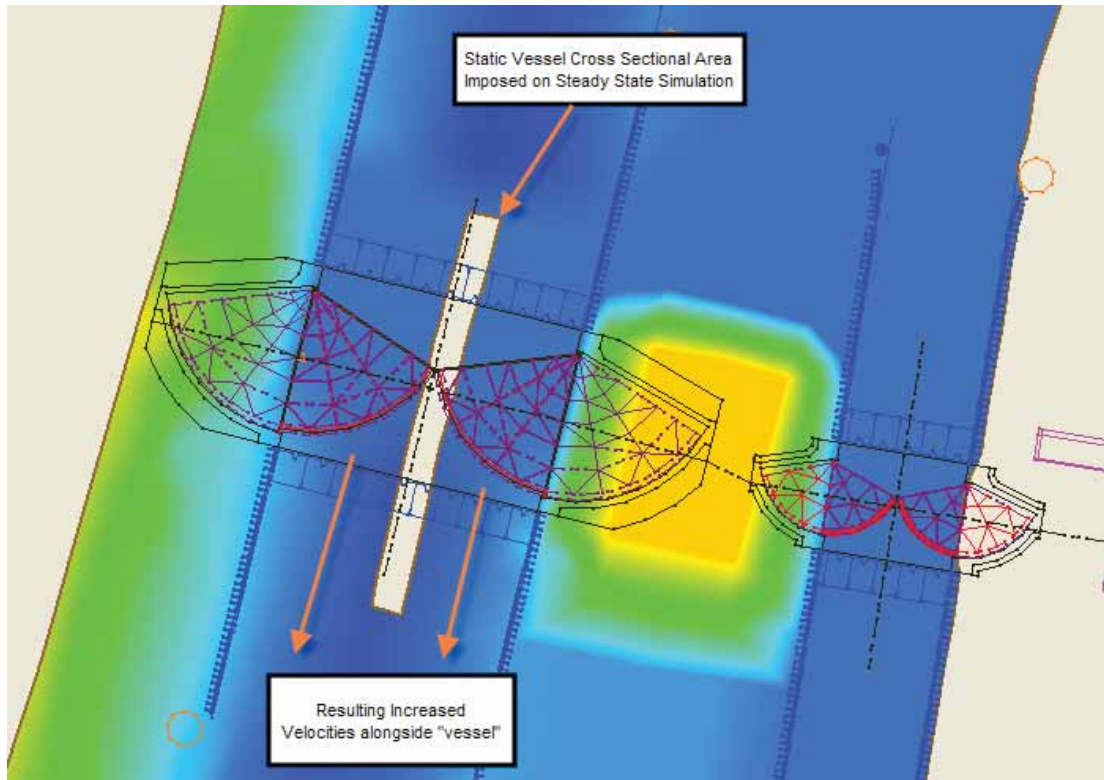 Static Vessel Cross Sectional Area
Imposed on Steady State Simulation
Resulting Increased
Velocities alongside "vessel"